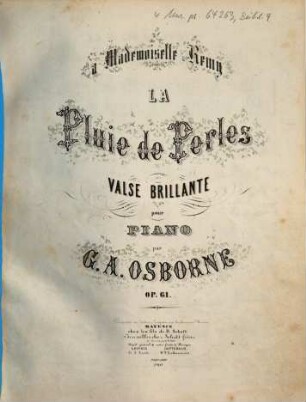 à Mademoiselle Remy
LA
Pluie de Perles
VALSE BRILLANTE
pour
PIANO
par
G. A. OSBORNE
OP. 61.
MAYENCE
chez les fils de B. Schott